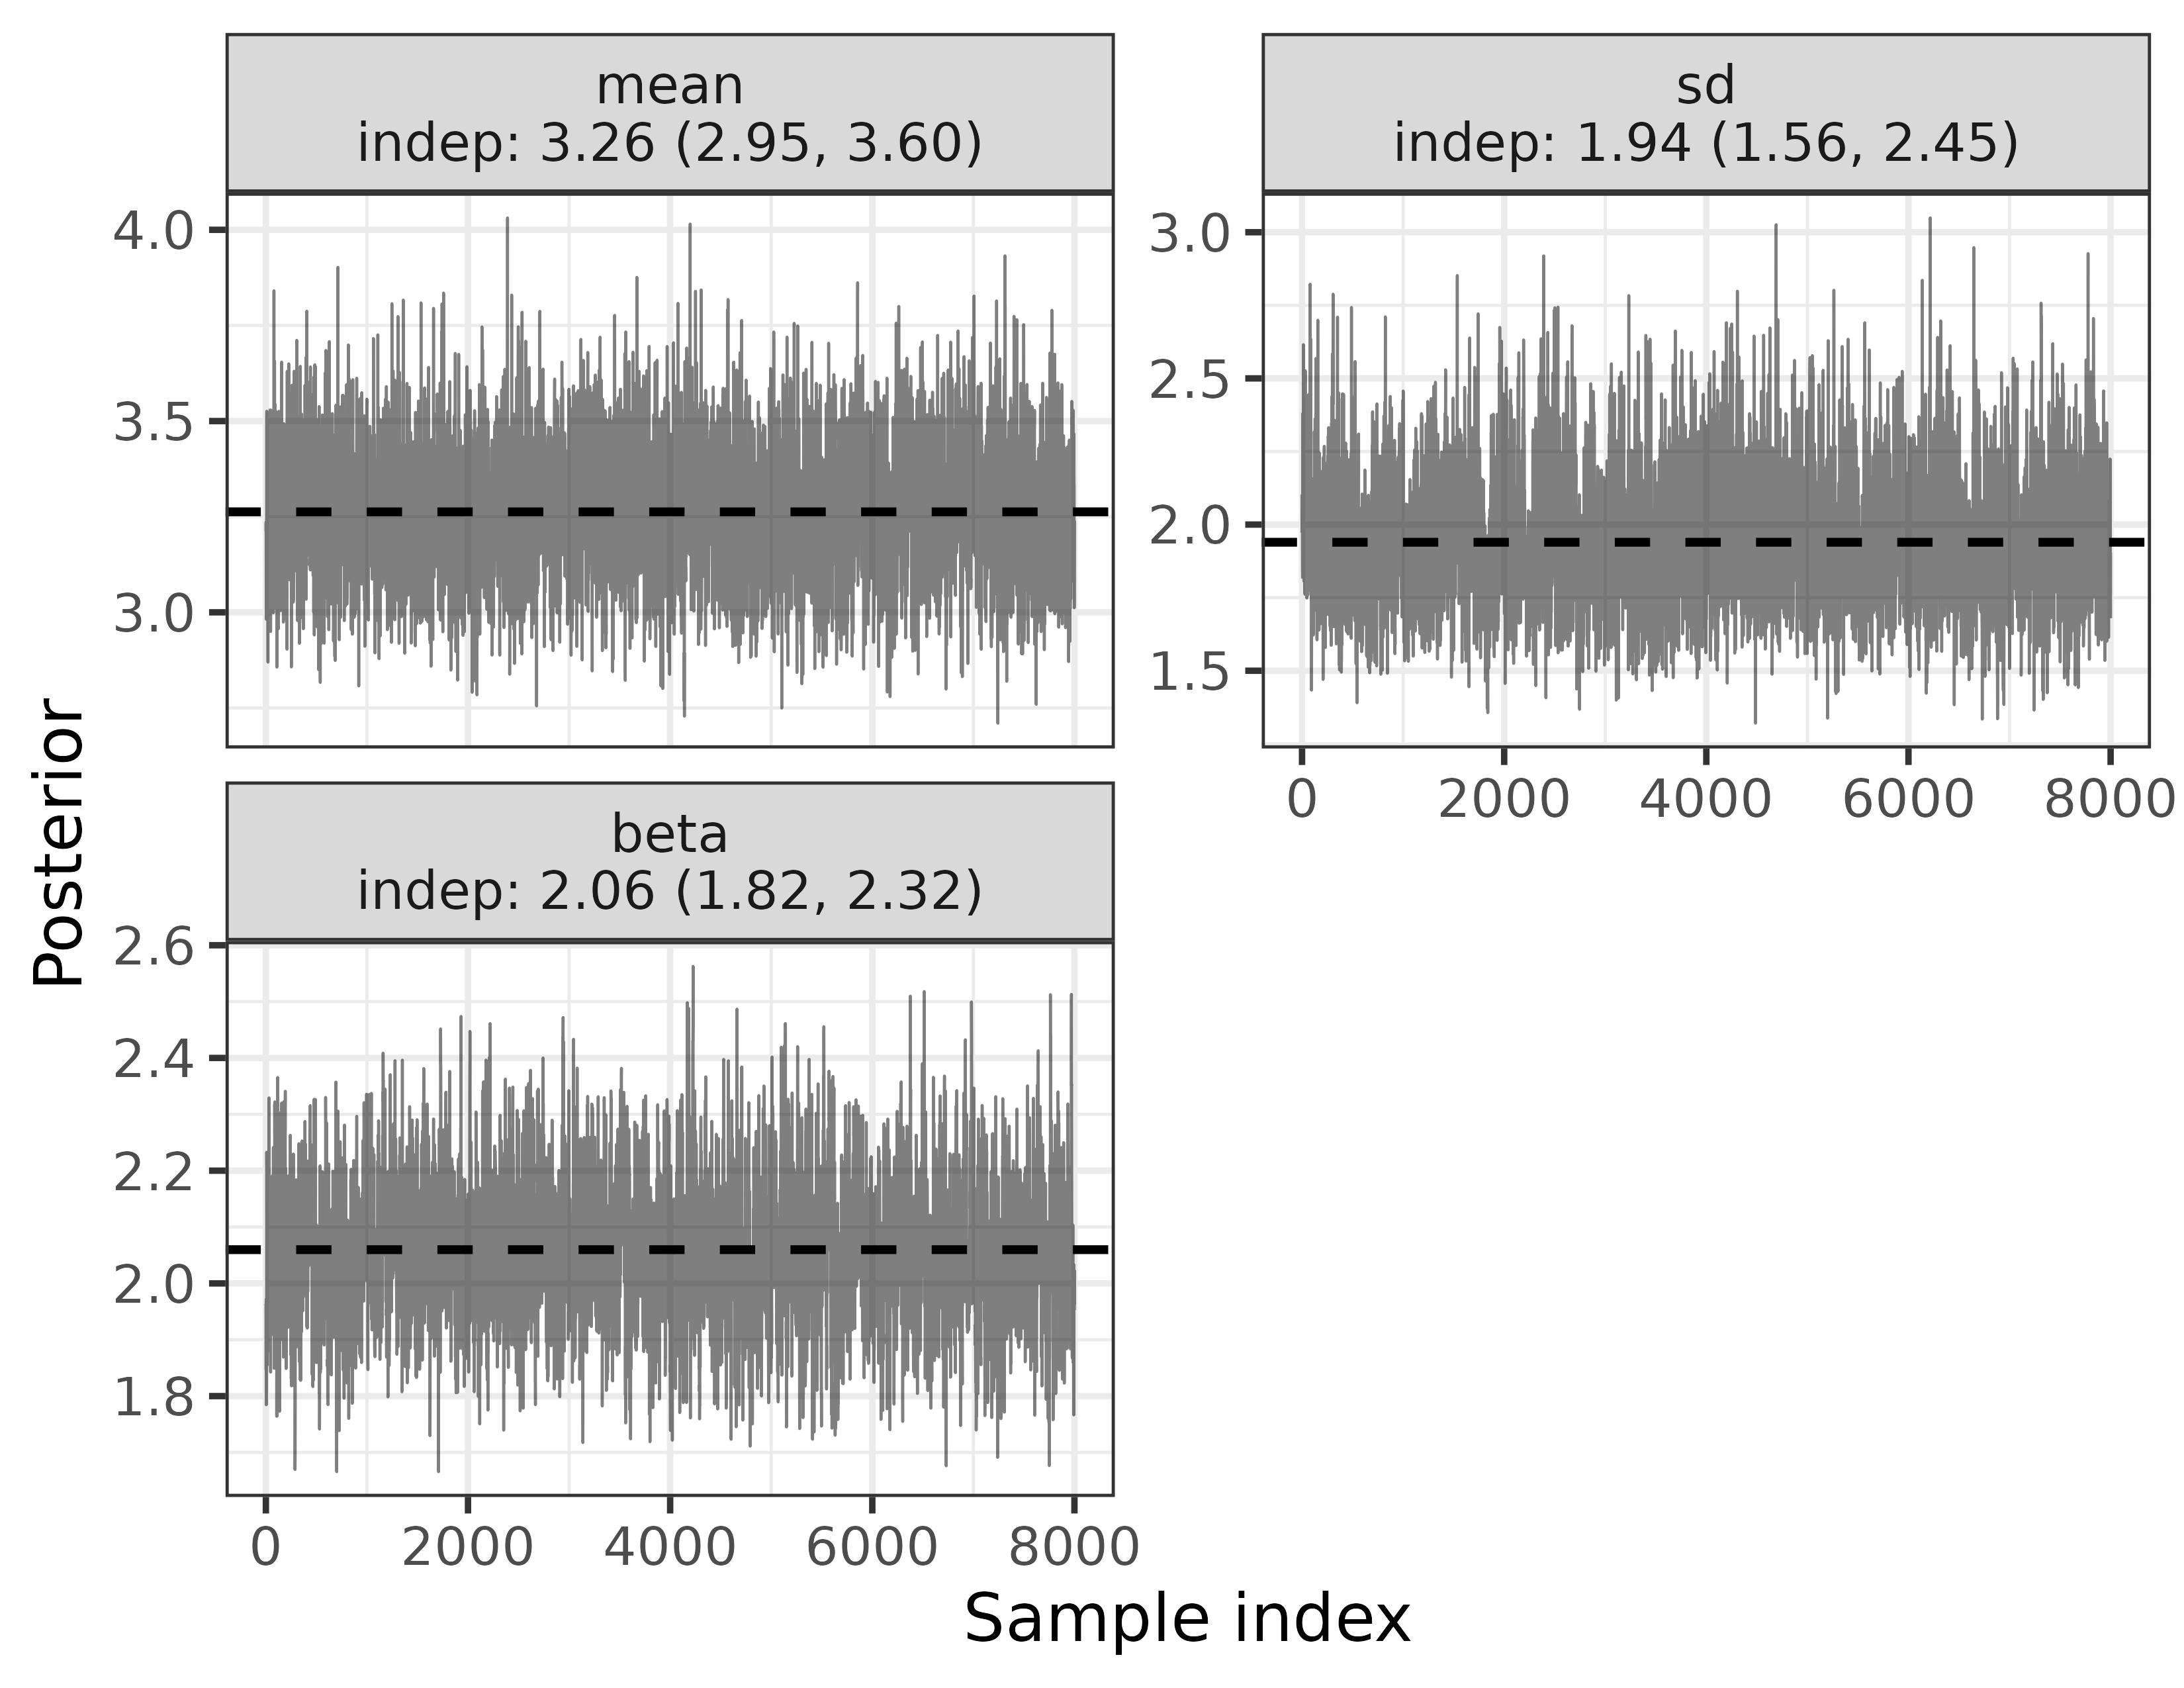 mean
indep: 3.26 (2.95, 3.60)
4.0
3.5
3.0
sd
indep: 1.94 (1.56, 2.45)
3.0
2.5
2.0
1.5
0 2000 4000 6000 8000
Posterior
beta
indep: 2.06 (1.82, 2.32)
2.6
2.4
2.2
2.0
1.8
0 2000 4000 6000 8000
Sample index